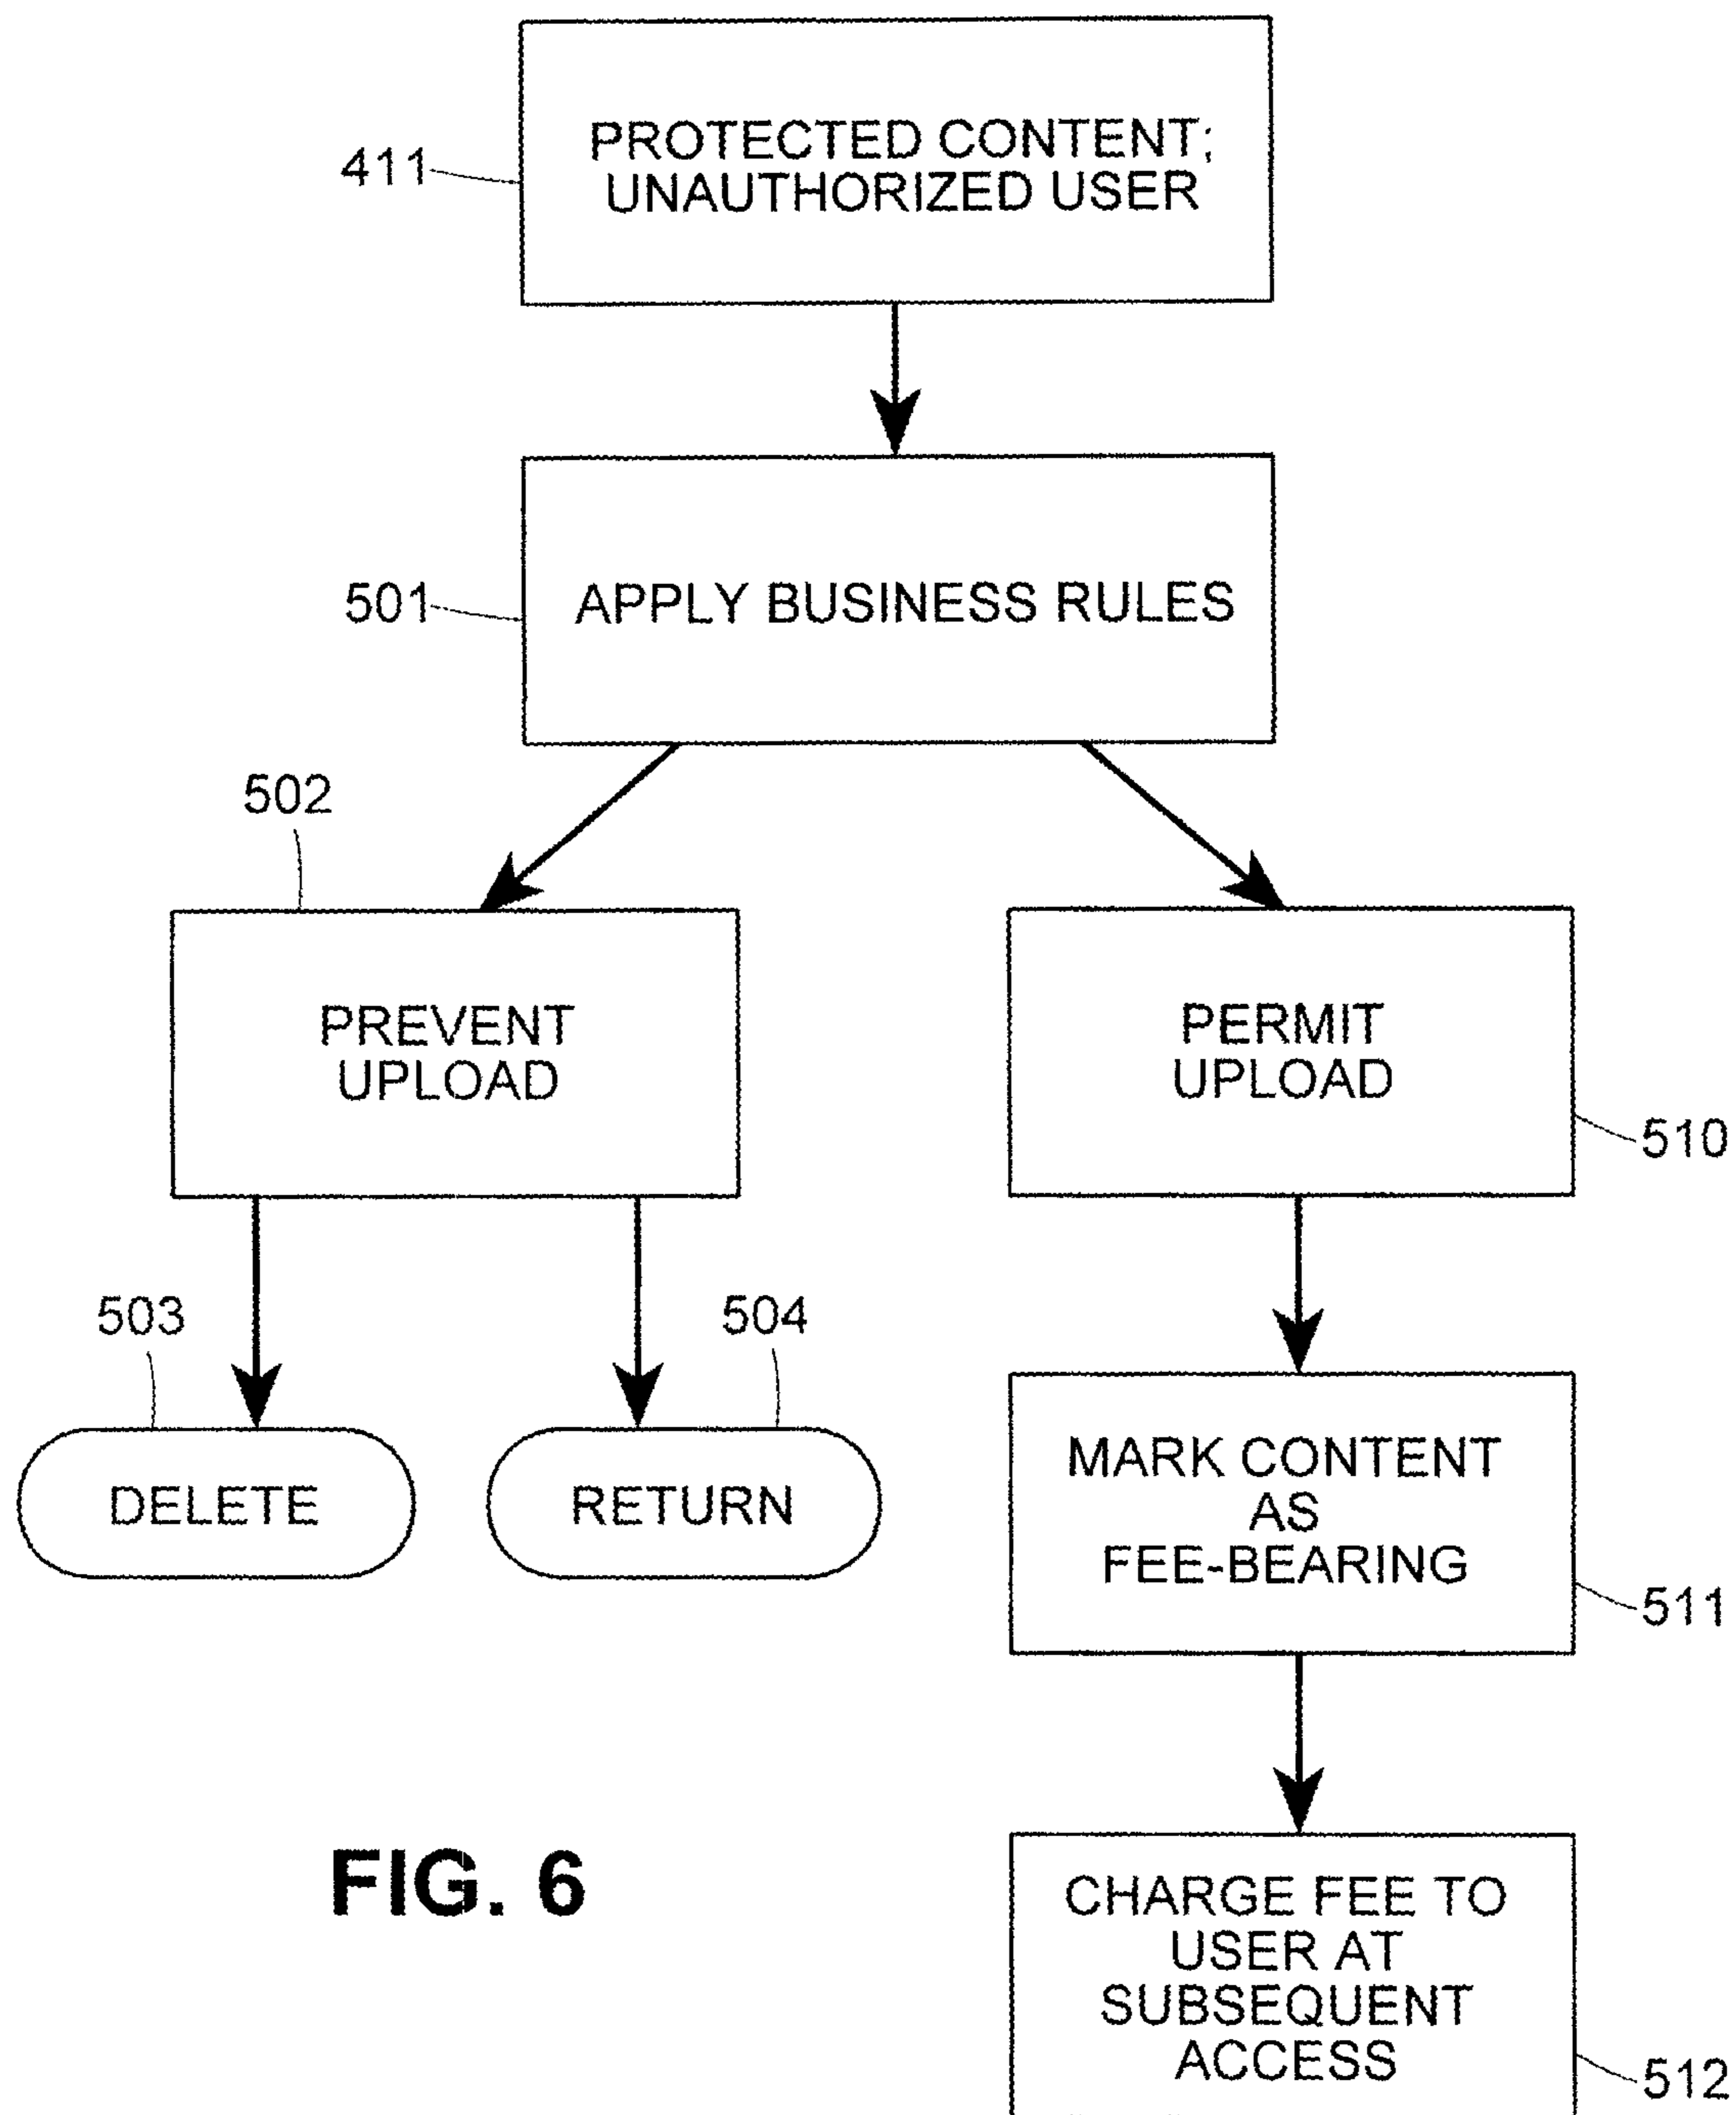 PROTECTED CONTENT;
UNAUTHORIZED USER
411
APPLY BUSINESS RULES
501
502
PREVENT
UPLOAD
PERMIT
UPLOAD
510
503
504
DELETE
RETURN
MARK CONTENT
AS
FEE-BEARING
511
FIG. 6
CHARGE FEE TO
USER AT
SUBSEQUENT
ACCESS
512